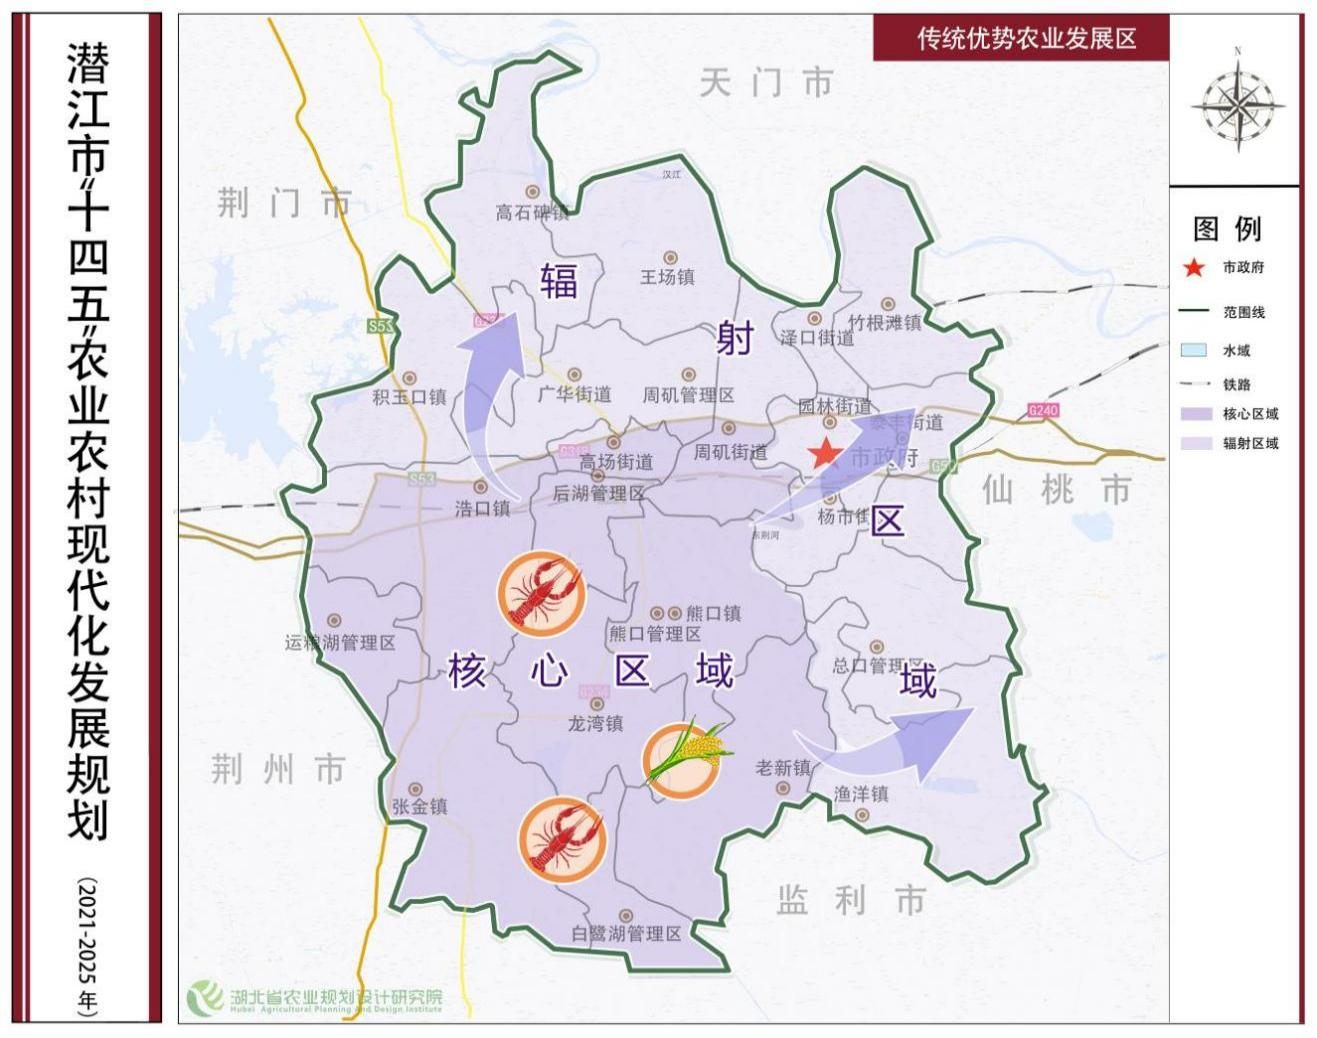 潜江市“十四五”农业农村现代化发展规划
（2021-2025年）
传统优势农业发展区
天门市
荆门市
汉江
高石碑镇
王场镇
辐
射
区
域
泽口街道
竹根滩镇
S53
积玉口镇
广华街道
周矶管理区
园林街道
泰丰街道
G240
周矶街道
高场街道
市政府
仙桃市
S53
后湖管理区
浩口镇
杨市街
东荆河
熊口镇
熊口管理区
运粮湖管理区
总口管理区
核心区域
龙湾镇
荆州市
老新镇
渔洋镇
张金镇
监利市
白鹭湖管理区
湖北省农业规划设计研究院
Hubei Agricultural Planning And Design Institute
N
图例
市政府
范围线
水域
铁路
核心区域
辐射区域